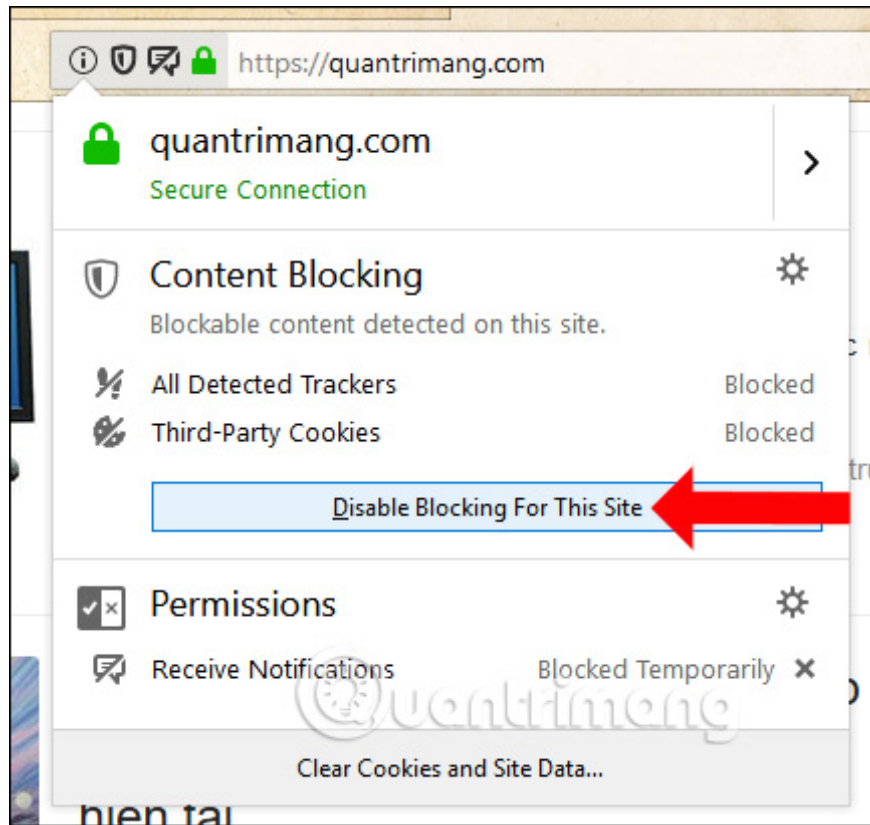 https://quantrimang.com
quantrimang.com
Secure Connection
Content Blocking
Blockable content detected on this site.
All Detected Trackers Blocked
Third-Party Cookies Blocked
Disable Blocking For This Site
Permissions
Receive Notifications Blocked Temporarily
Quantrimang
Clear Cookies and Site Data...